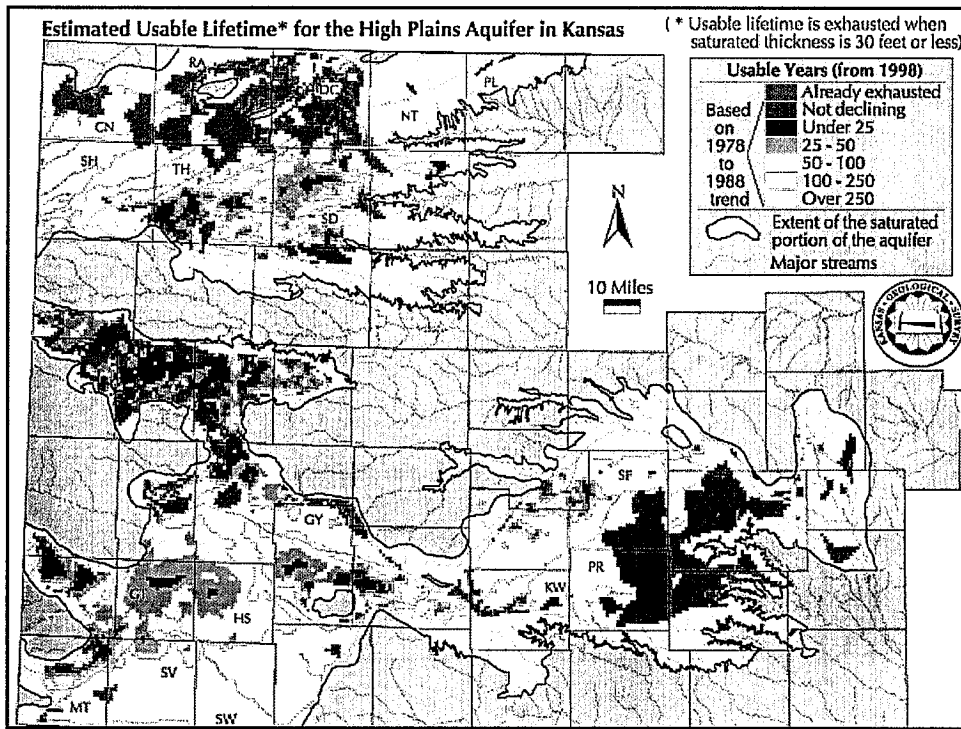 Estimated Usable Lifetime* for the High Plains Aquifer in Kansas
( * Usable lifetime is exhausted when
saturated thickness is 30 feet or less)
Usable Years (from 1998)
Based
on
1978
to
1988
trend
Already exhausted
Not declining
Under 25
25 - 50
50 - 100
100 - 250
Over 250
Extent of the saturated
portion of the aquifer
Major streams
N
10 Miles
KANSAS GEOLOGICAL SURVEY
RA
DC
NT
PL
CN
SH
TH
SD
GY
SF
PR
KW
HS
SV
MT
SW